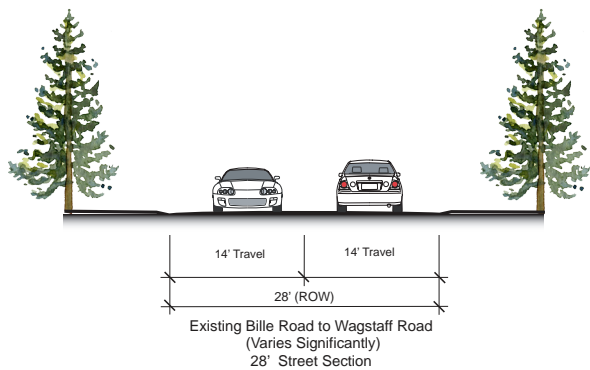 14' Travel
14' Travel
28' (ROW)
Existing Bille Road to Wagstaff Road
(Varies Significantly)
28' Street Section